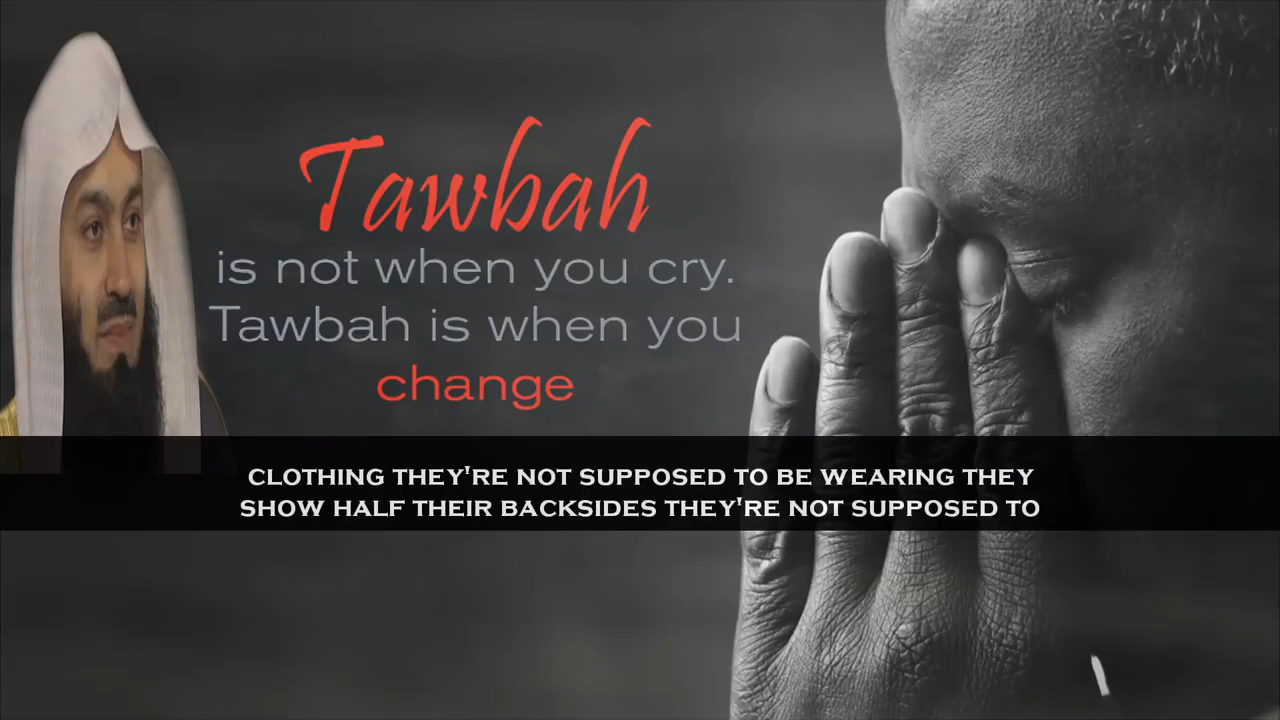 Tawbah
is not when you cry.
Tawbah is when you
change
CLOTHING THEY'RE NOT SUPPOSED TO BE WEARING THEY
SHOW HALF THEIR BACKSIDES THEY'RE NOT SUPPOSED TO